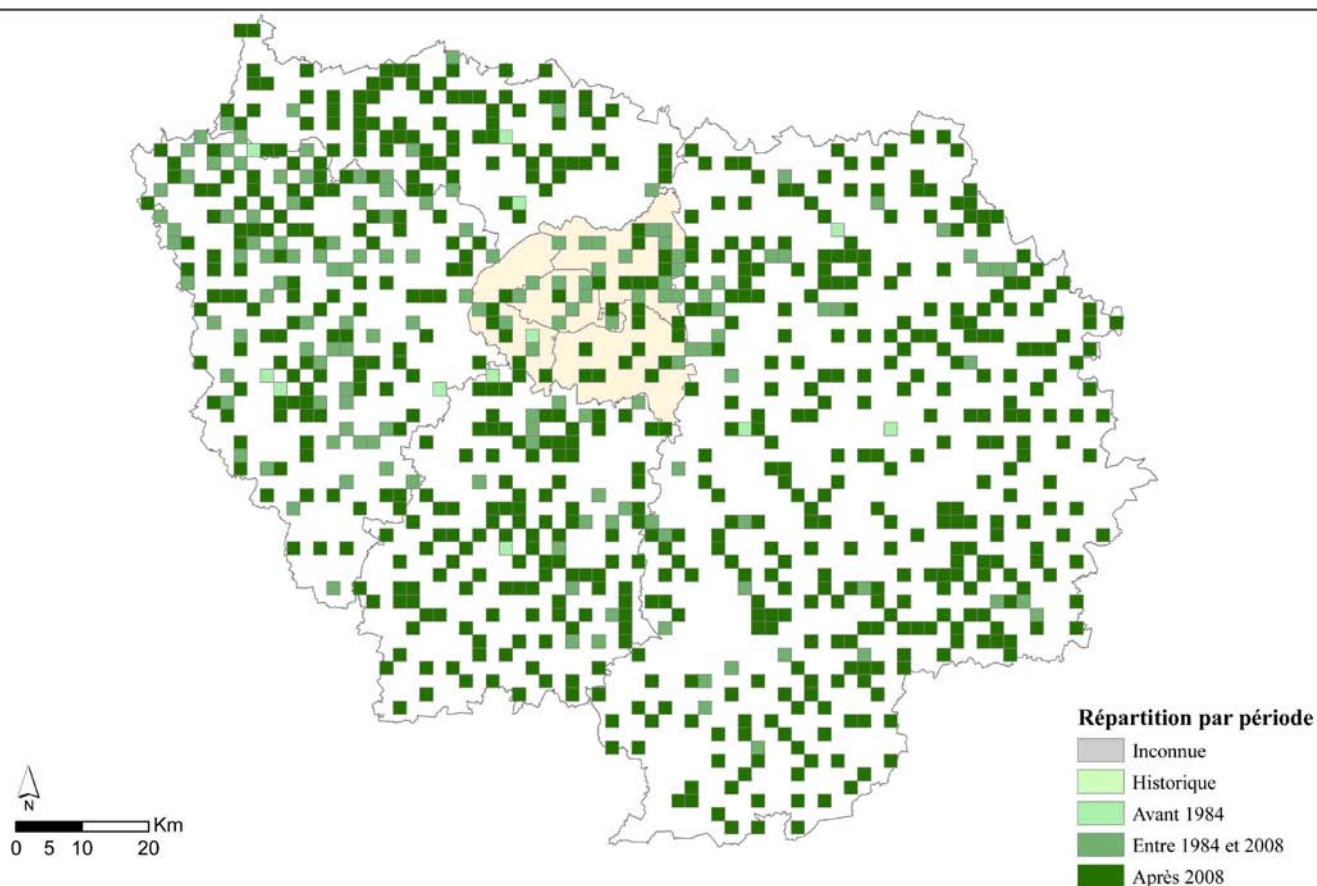 Répartition par période
Inconnue
Historique
Avant 1984
Entre 1984 et 2008
Après 2008
N
Km
0 5 10 20